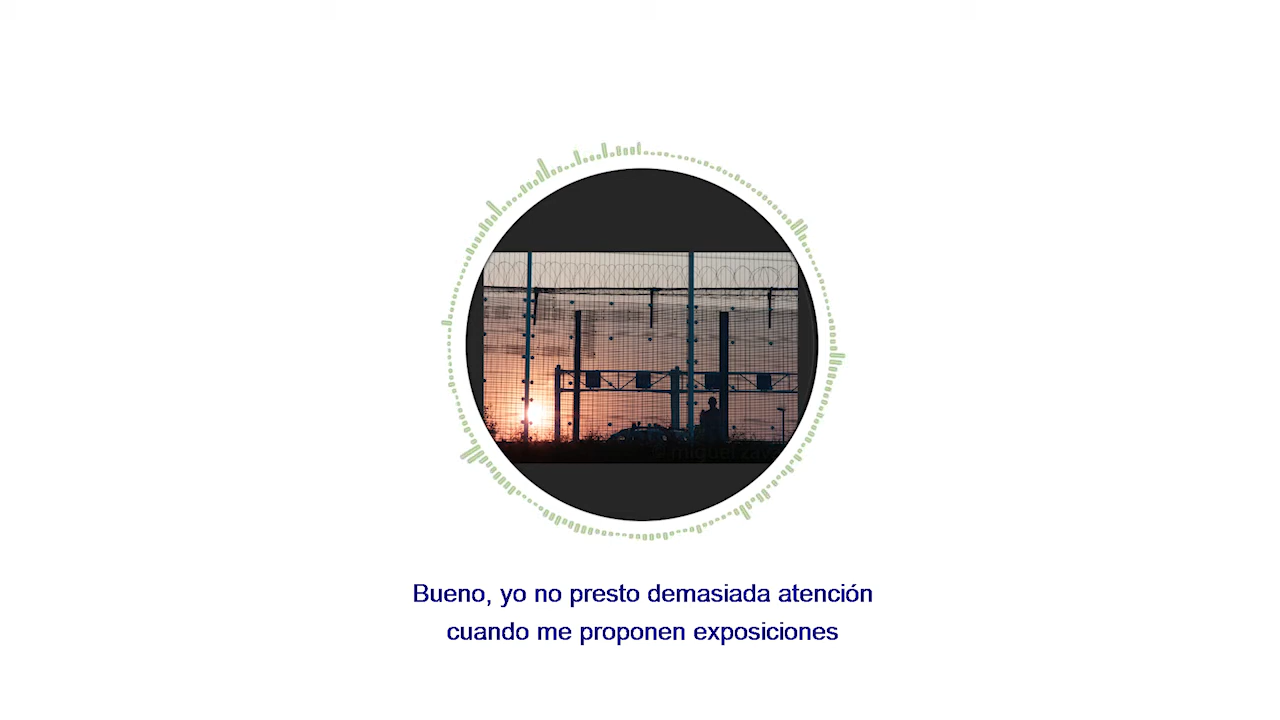 Bueno, yo no presto demasiada atención
cuando me proponen exposiciones